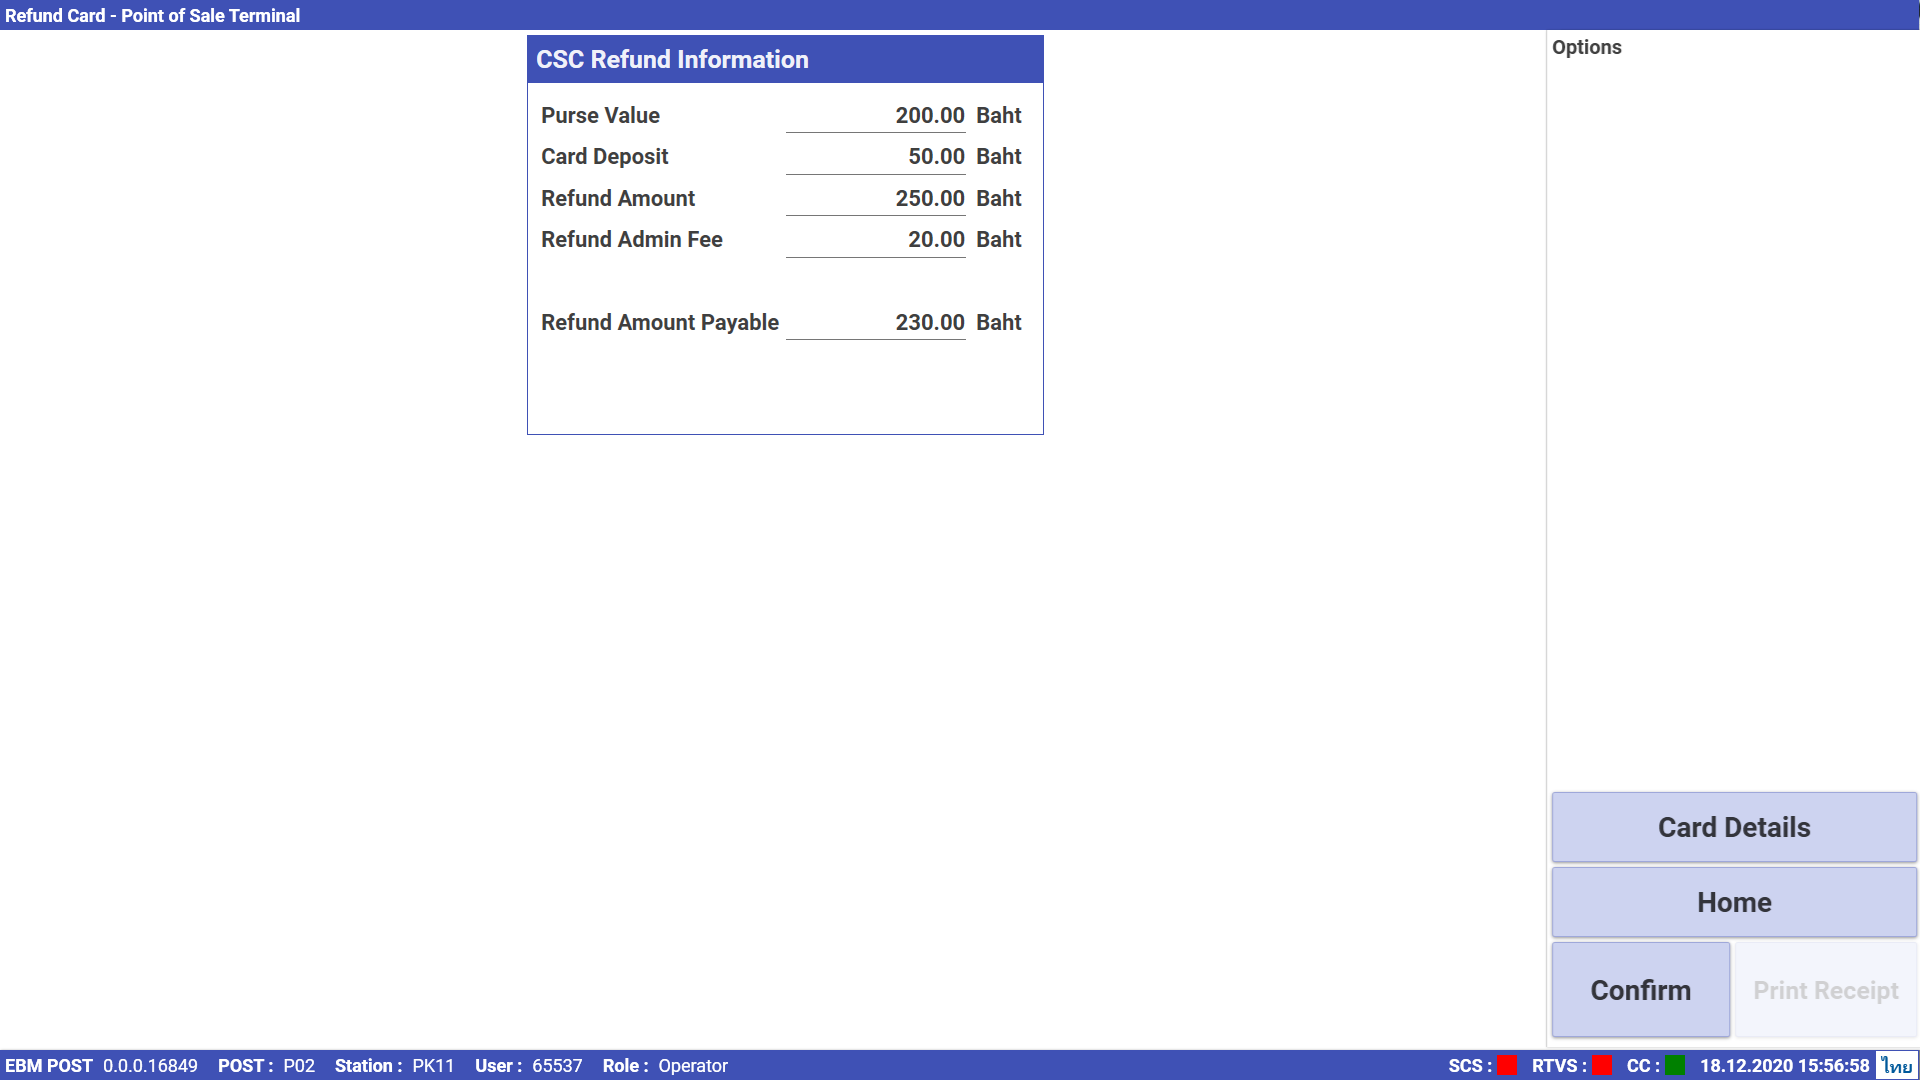 Refund Card - Point of Sale Terminal
CSC Refund Information
Purse Value 200.00 Baht
Card Deposit 50.00 Baht
Refund Amount 250.00 Baht
Refund Admin Fee 20.00 Baht
Refund Amount Payable 230.00 Baht
Options
Card Details
Home
Confirm Print Receipt
EBM POST 0.0.0.16849 POST : P02 Station : PK11 User : 65537 Role : Operator SCS : RTVS : CC : 18.12.2020 15:56:58 ไทย